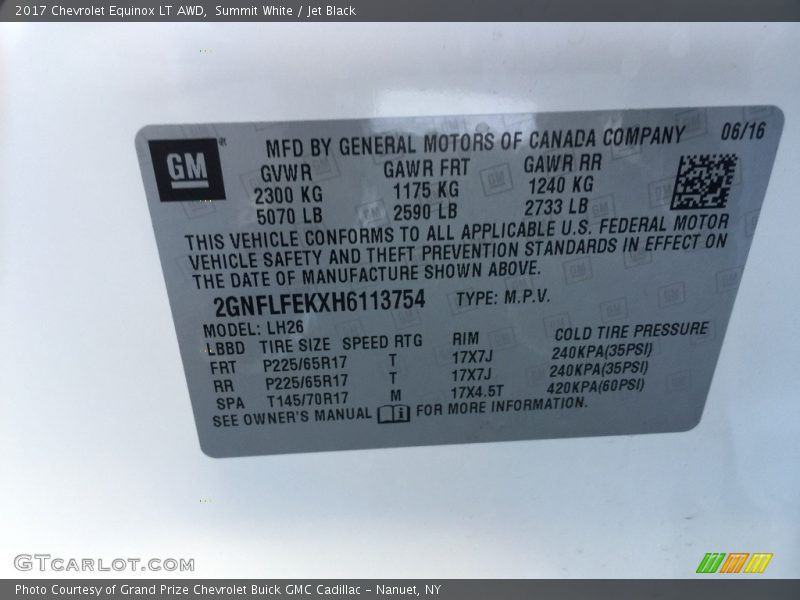 2017 Chevrolet Equinox LT AWD,  Summit White / Jet Black
GM
MFD BY GENERAL MOTORS OF CANADA COMPANY 06/16
GVWR GAWR FRT GAWR RR
2300 KG 1175 KG 1240 KG
5070 LB 2590 LB 2733 LB
THIS VEHICLE CONFORMS TO ALL APPLICABLE U.S. FEDERAL MOTOR
VEHICLE SAFETY AND THEFT PREVENTION STANDARDS IN EFFECT ON
THE DATE OF MANUFACTURE SHOWN ABOVE.
2GNFLFEKXH6113754 TYPE: M.P.V.
MODEL: LH26
LBBD TIRE SIZE SPEED RTG RIM COLD TIRE PRESSURE
FRT P225/65R17 T 17X7J 240KPA(35PSI)
RR P225/65R17 T 17X7J 240KPA(35PSI)
SPA T145/70R17 M 17X4.5T 420KPA(60PSI)
SEE OWNER'S MANUAL FOR MORE INFORMATION.
GTCARLOT.COM
Photo Courtesy of Grand Prize Chevrolet Buick GMC Cadillac - Nanuet, NY